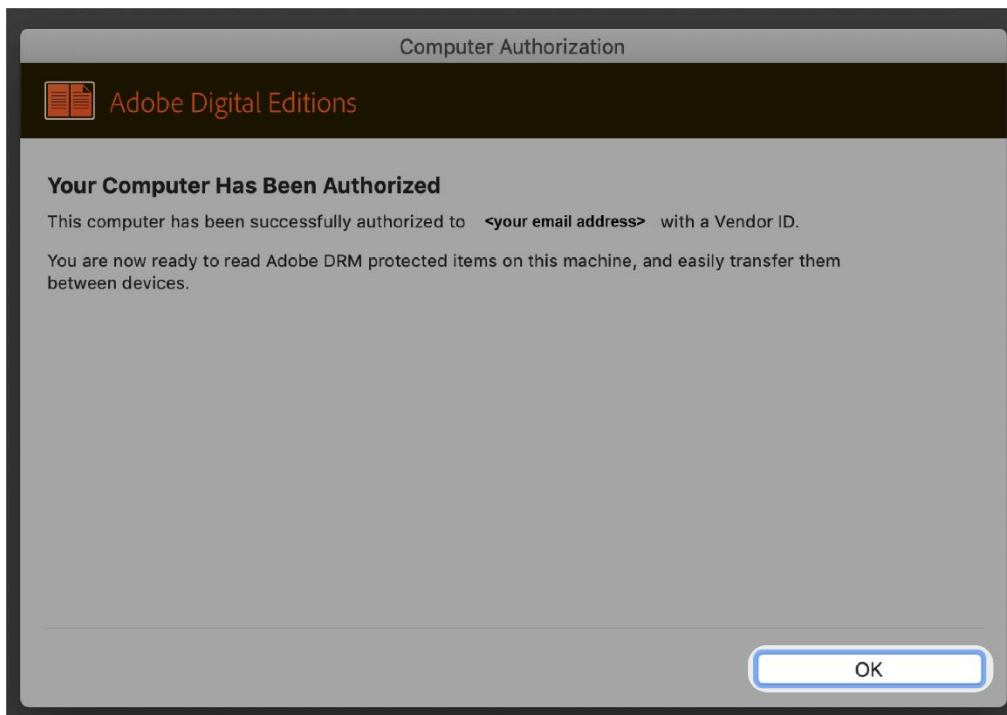 Computer Authorization
Adobe Digital Editions
Your Computer Has Been Authorized
This computer has been successfully authorized to <your email address> with a Vendor ID.
You are now ready to read Adobe DRM protected items on this machine, and easily transfer them
between devices.
OK